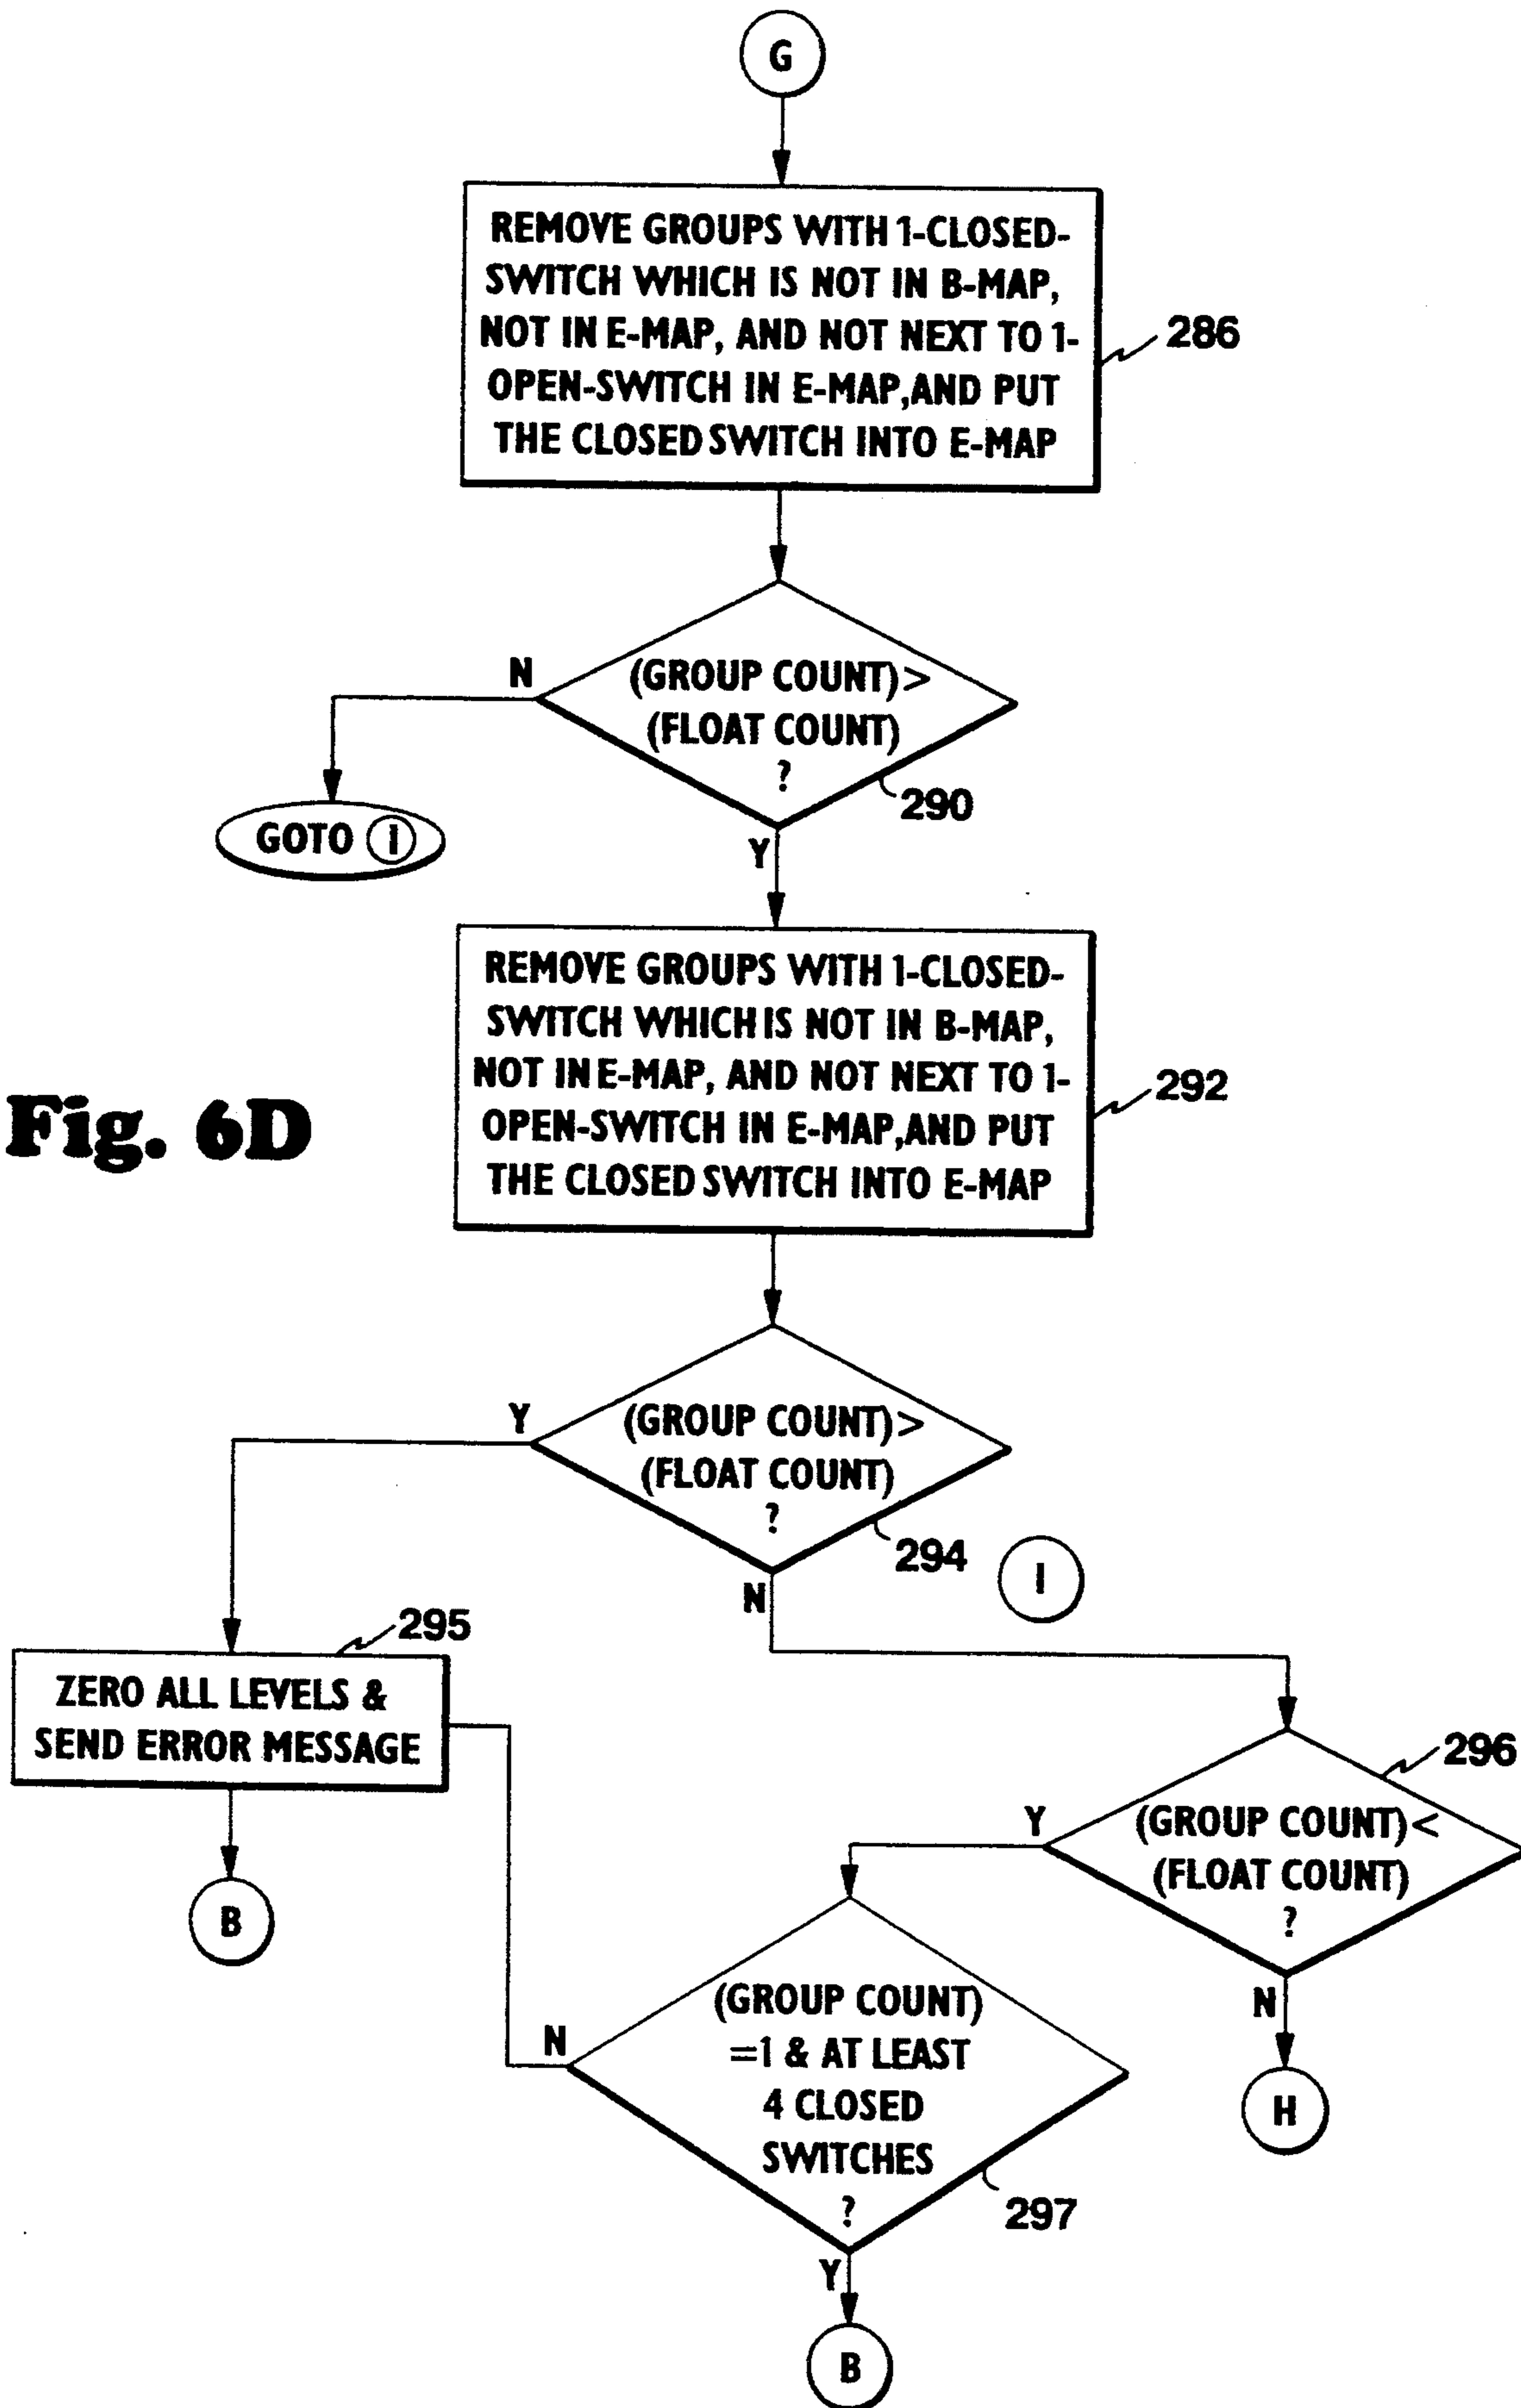 G
REMOVE GROUPS WITH 1-CLOSED-
SWITCH WHICH IS NOT IN B-MAP,
NOT IN E-MAP, AND NOT NEXT TO 1-
OPEN-SWITCH IN E-MAP,AND PUT
THE CLOSED SWITCH INTO E-MAP
286
N
(GROUP COUNT)>
(FLOAT COUNT)
?
290
GOTO I
Y
REMOVE GROUPS WITH 1-CLOSED-
SWITCH WHICH IS NOT IN B-MAP,
NOT IN E-MAP, AND NOT NEXT TO 1-
OPEN-SWITCH IN E-MAP,AND PUT
THE CLOSED SWITCH INTO E-MAP
292
Fig. 6D
Y
(GROUP COUNT)>
(FLOAT COUNT)
?
294
I
N
295
ZERO ALL LEVELS &
SEND ERROR MESSAGE
B
296
Y
(GROUP COUNT)<
(FLOAT COUNT)
?
N
H
N
(GROUP COUNT)
=1 & AT LEAST
4 CLOSED
SWITCHES
?
297
Y
B